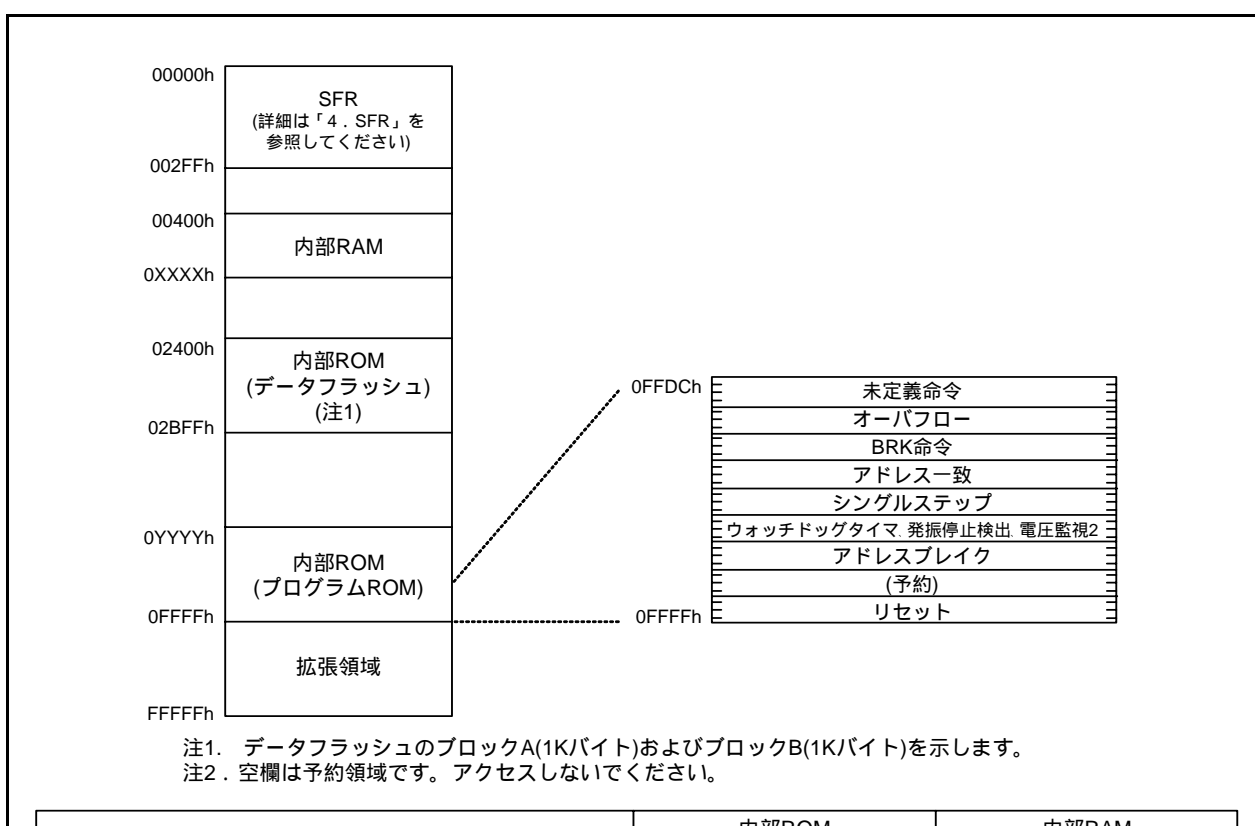 00000h
SFR
(詳細は「4．SFR」を
参照してください)
002FFh
00400h
内部RAM
0XXXXh
02400h
内部ROM
(データフラッシュ)
(注1)
02BFFh
0YYYYh
内部ROM
(プログラムROM)
0FFFFh
拡張領域
FFFFFh
0FFDCh
未定義命令
オーバフロー
BRK命令
アドレス一致
シングルステップ
ウォッチドッグタイマ、発振停止検出、電圧監視2
アドレスブレイク
(予約)
リセット
0FFFFh
注1. データフラッシュのブロックA(1Kバイト)およびブロックB(1Kバイト)を示します。
注2．空欄は予約領域です。アクセスしないでください。
内部ROM 内部RAM